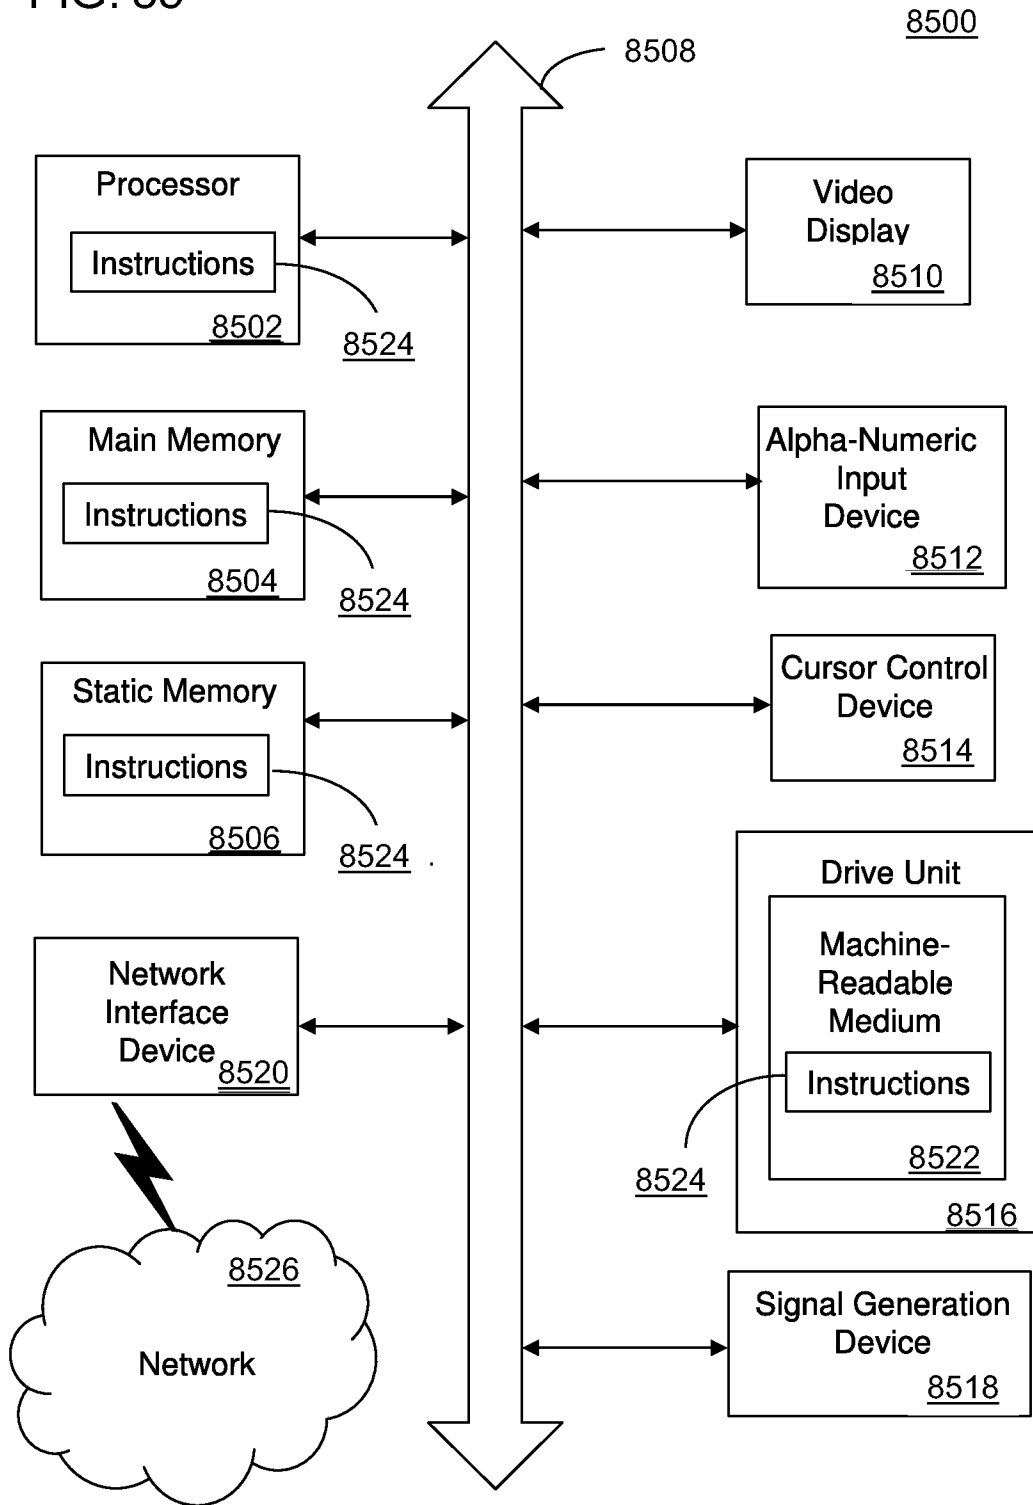 8500
8508
Processor
Instructions
8502
8524
Main Memory
Instructions
8504
8524
Static Memory
Instructions
8506
8524
Network
Interface
Device
8520
8526
Network
Video
Display
8510
Alpha-Numeric
Input
Device
8512
Cursor Control
Device
8514
Drive Unit
Machine-
Readable
Medium
Instructions
8524
8522
8516
Signal Generation
Device
8518